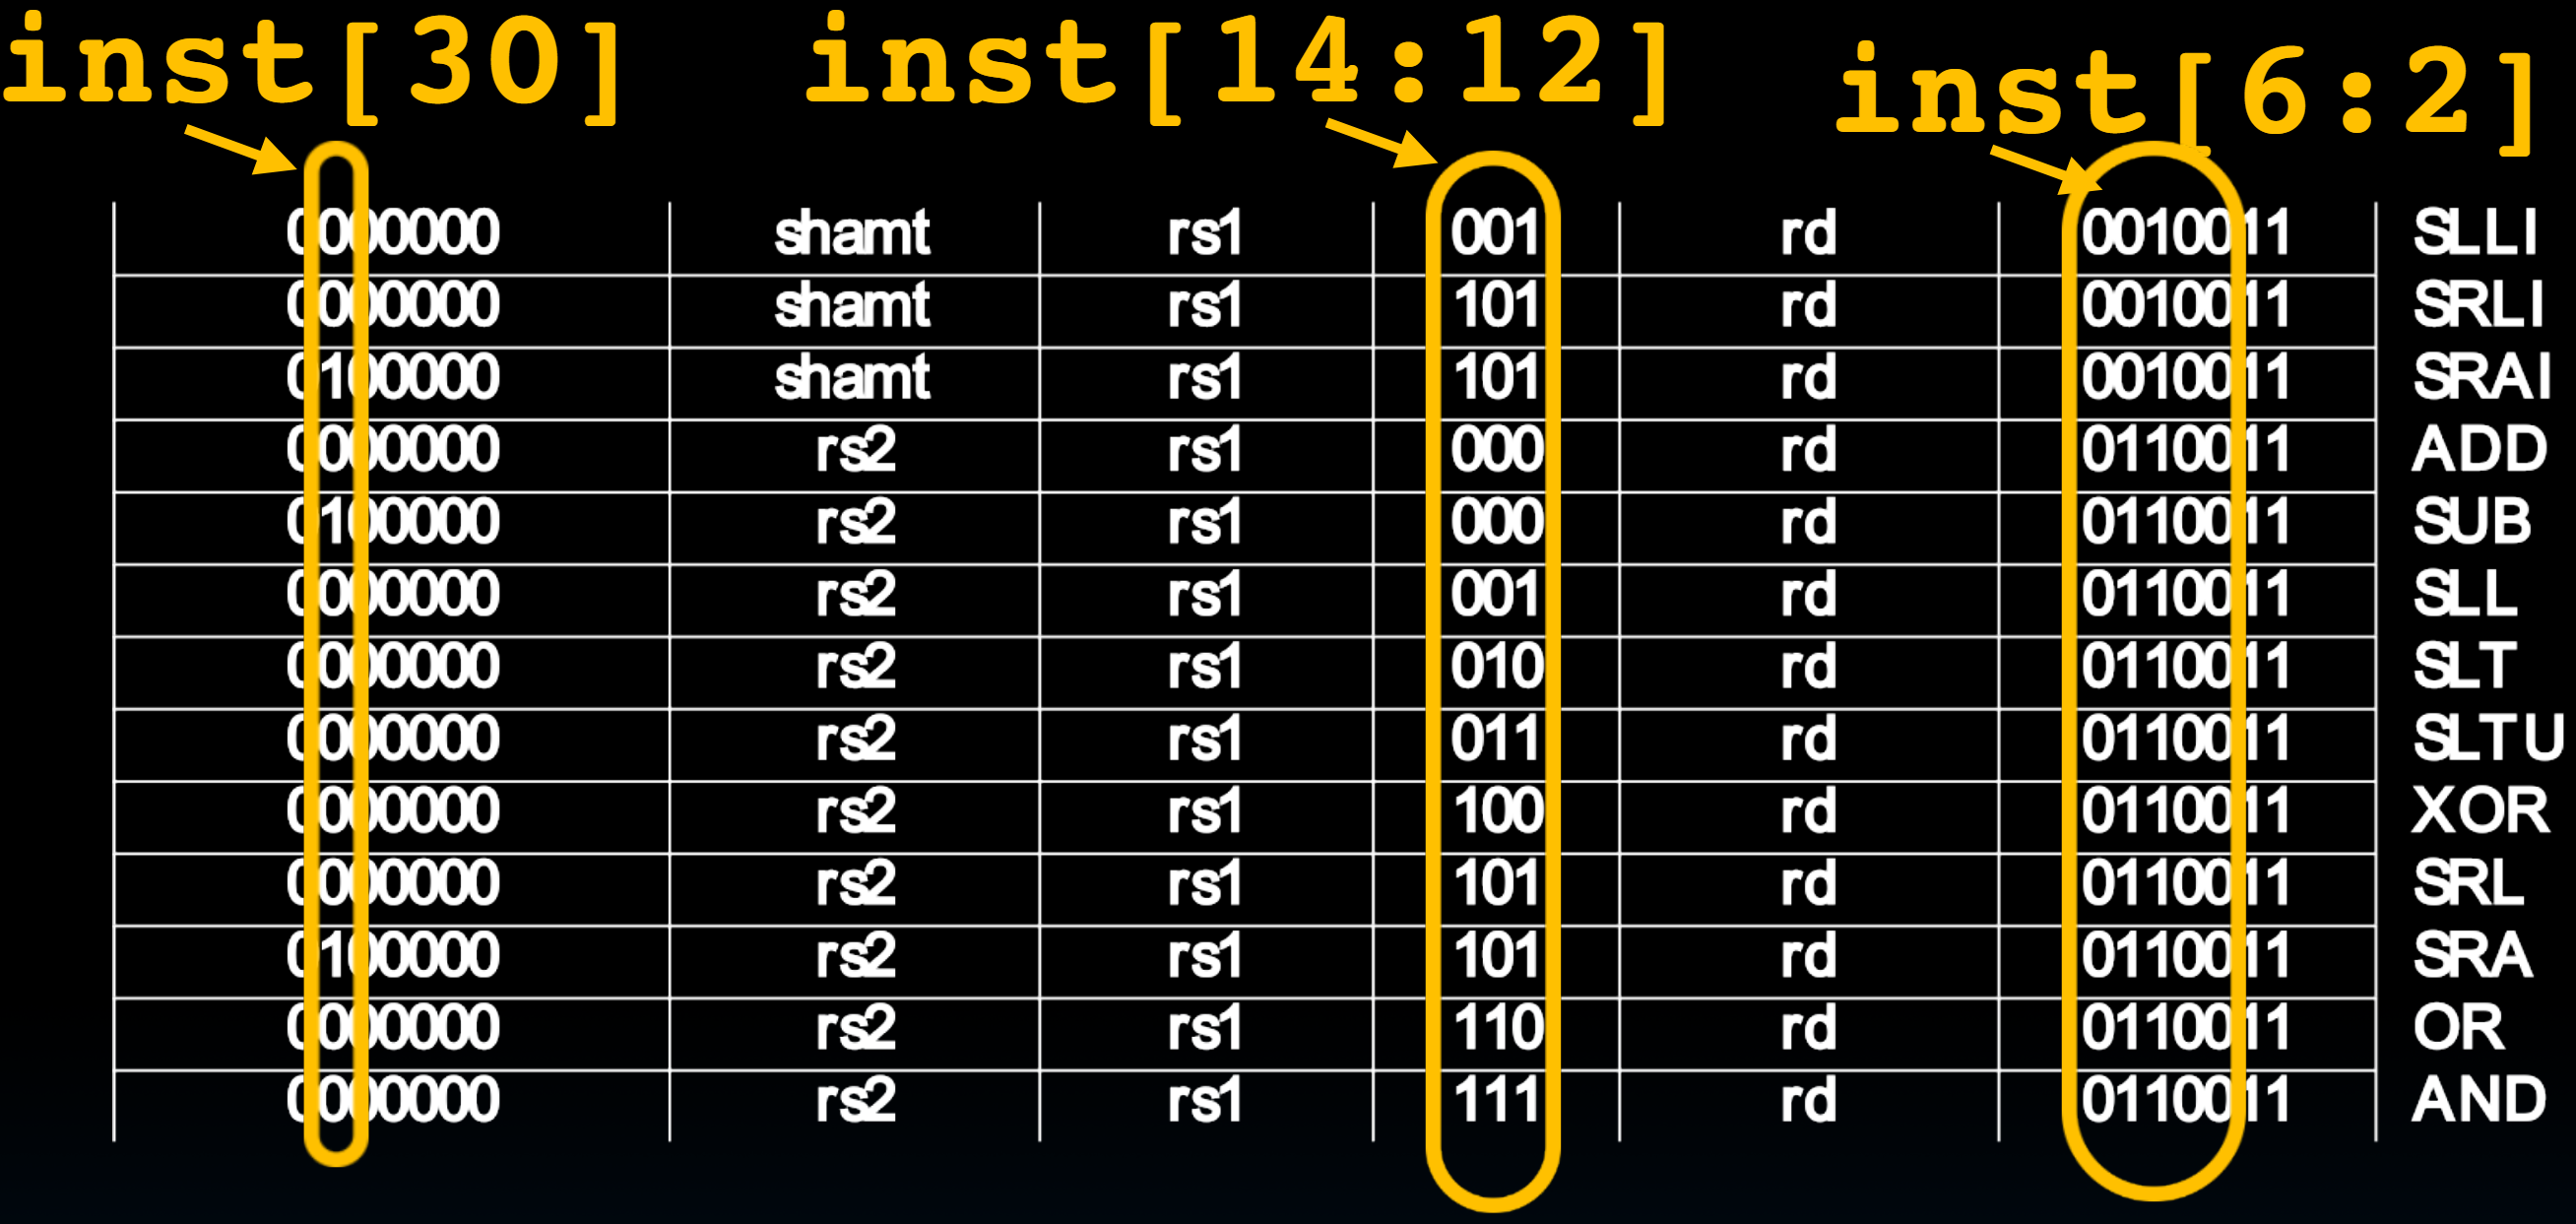 inst[30] inst[14:12] inst[6:2]
0000000 shamt rs1 001 rd 0010011 SLLI
0000000 shamt rs1 101 rd 0010011 SRLI
0100000 shamt rs1 101 rd 0010011 SRAI
0000000 rs2 rs1 000 rd 0110011 ADD
0100000 rs2 rs1 000 rd 0110011 SUB
0000000 rs2 rs1 001 rd 0110011 SLL
0000000 rs2 rs1 010 rd 0110011 SLT
0000000 rs2 rs1 011 rd 0110011 SLTU
0000000 rs2 rs1 100 rd 0110011 XOR
0000000 rs2 rs1 101 rd 0110011 SRL
0100000 rs2 rs1 101 rd 0110011 SRA
0000000 rs2 rs1 110 rd 0110011 OR
0000000 rs2 rs1 111 rd 0110011 AND